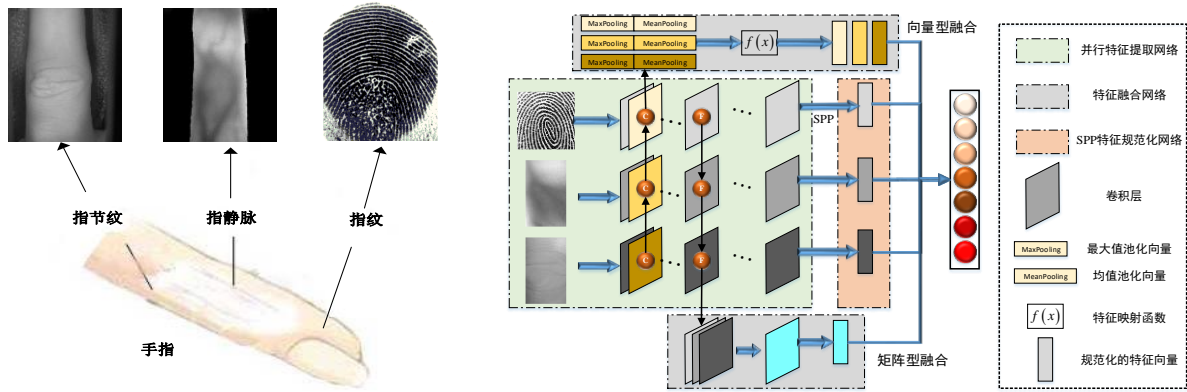 指节纹
指静脉
指纹
手指
MaxPooling MeanPooling
MaxPooling MeanPooling
MaxPooling MeanPooling
f(x)
向量型融合
C F
C F
C F
SPP
矩阵型融合
并行特征提取网络
特征融合网络
SPP特征规范化网络
卷积层
MaxPooling 最大值池化向量
MeanPooling 均值池化向量
f(x) 特征映射函数
规范化的特征向量